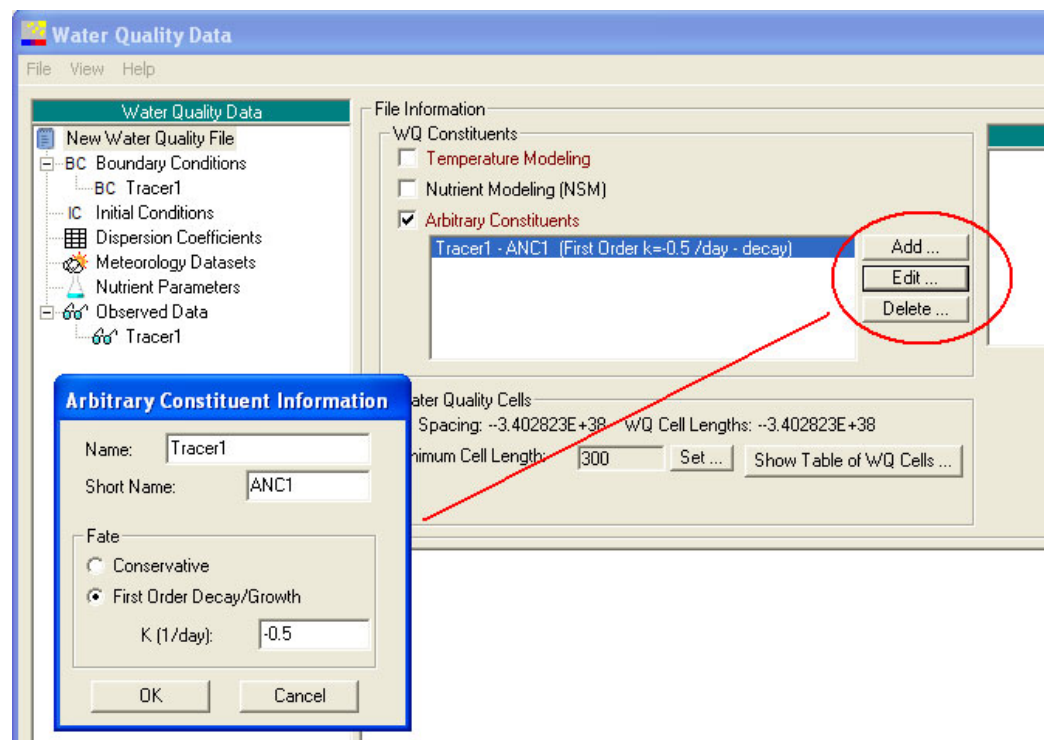 Water Quality Data
File View Help
Water Quality Data
New Water Quality File
BC Boundary Conditions
BC Tracer1
IC Initial Conditions
Dispersion Coefficients
Meteorology Datasets
Nutrient Parameters
Observed Data
Tracer1
File Information
WQ Constituents
Temperature Modeling
Nutrient Modeling (NSM)
Arbitrary Constituents
Tracer1 - ANC1 (First Order k=-0.5 /day - decay)
Add ...
Edit ...
Delete ...
ater Quality Cells
Spacing: --3.402823E+38 WQ Cell Lengths: --3.402823E+38
nimum Cell Length: 300 Set ... Show Table of WQ Cells ...
Arbitrary Constituent Information
Name: Tracer1
Short Name: ANC1
Fate
Conservative
First Order Decay/Growth
K (1/day): -0.5
OK Cancel